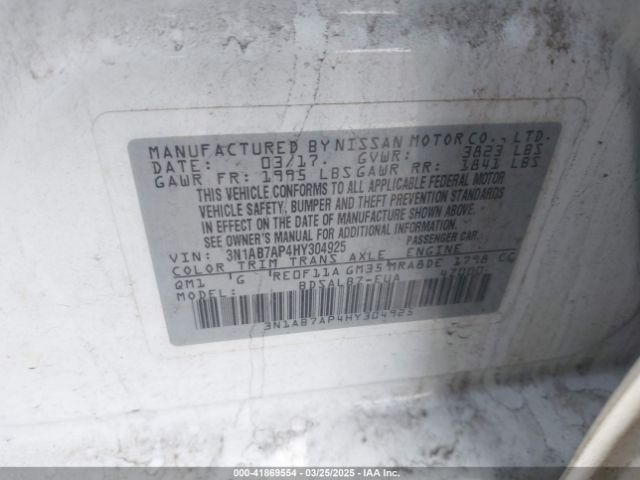 MANUFACTURED BY NISSAN MOTOR CO., LTD.
DATE: 03/17. GVWR: 3823 LBS
GAWR FR: 1995 LBS GAWR RR: 1841 LBS
THIS VEHICLE CONFORMS TO ALL APPLICABLE FEDERAL MOTOR
VEHICLE SAFETY, BUMPER AND THEFT PREVENTION STANDARDS
IN EFFECT ON THE DATE OF MANUFACTURE SHOWN ABOVE.
SEE OWNER'S MANUAL FOR ADDITIONAL INFORMATION
VIN: 3N1AB7AP4HY304925 PASSENGER CAR.
COLOR TRIM TRANS AXLE ENGINE
QM1 G RE0F11A GM35 MRA8DE 1798 CC
MODEL: BDSALB7-EUA 47000
3N1AB7AP4HY304925
000-41869554 — 03/25/2025 — IAA Inc.